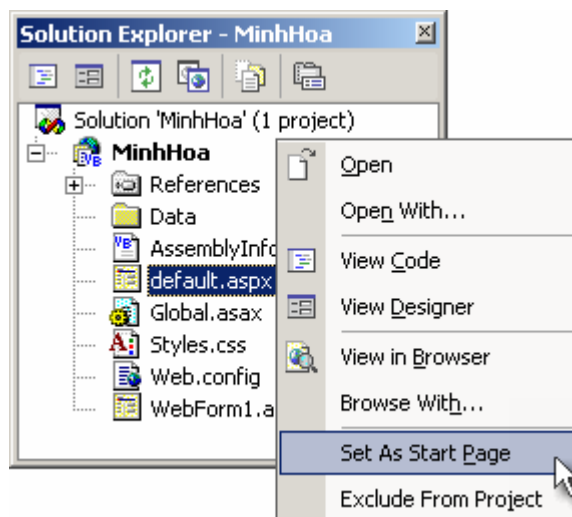 Solution Explorer - MinhHoa
Solution 'MinhHoa' (1 project)
MinhHoa
References
Data
AssemblyInfo
default.aspx
Global.asax
Styles.css
Web.config
WebForm1.a
Open
Open With...
View Code
View Designer
View in Browser
Browse With...
Set As Start Page
Exclude From Project